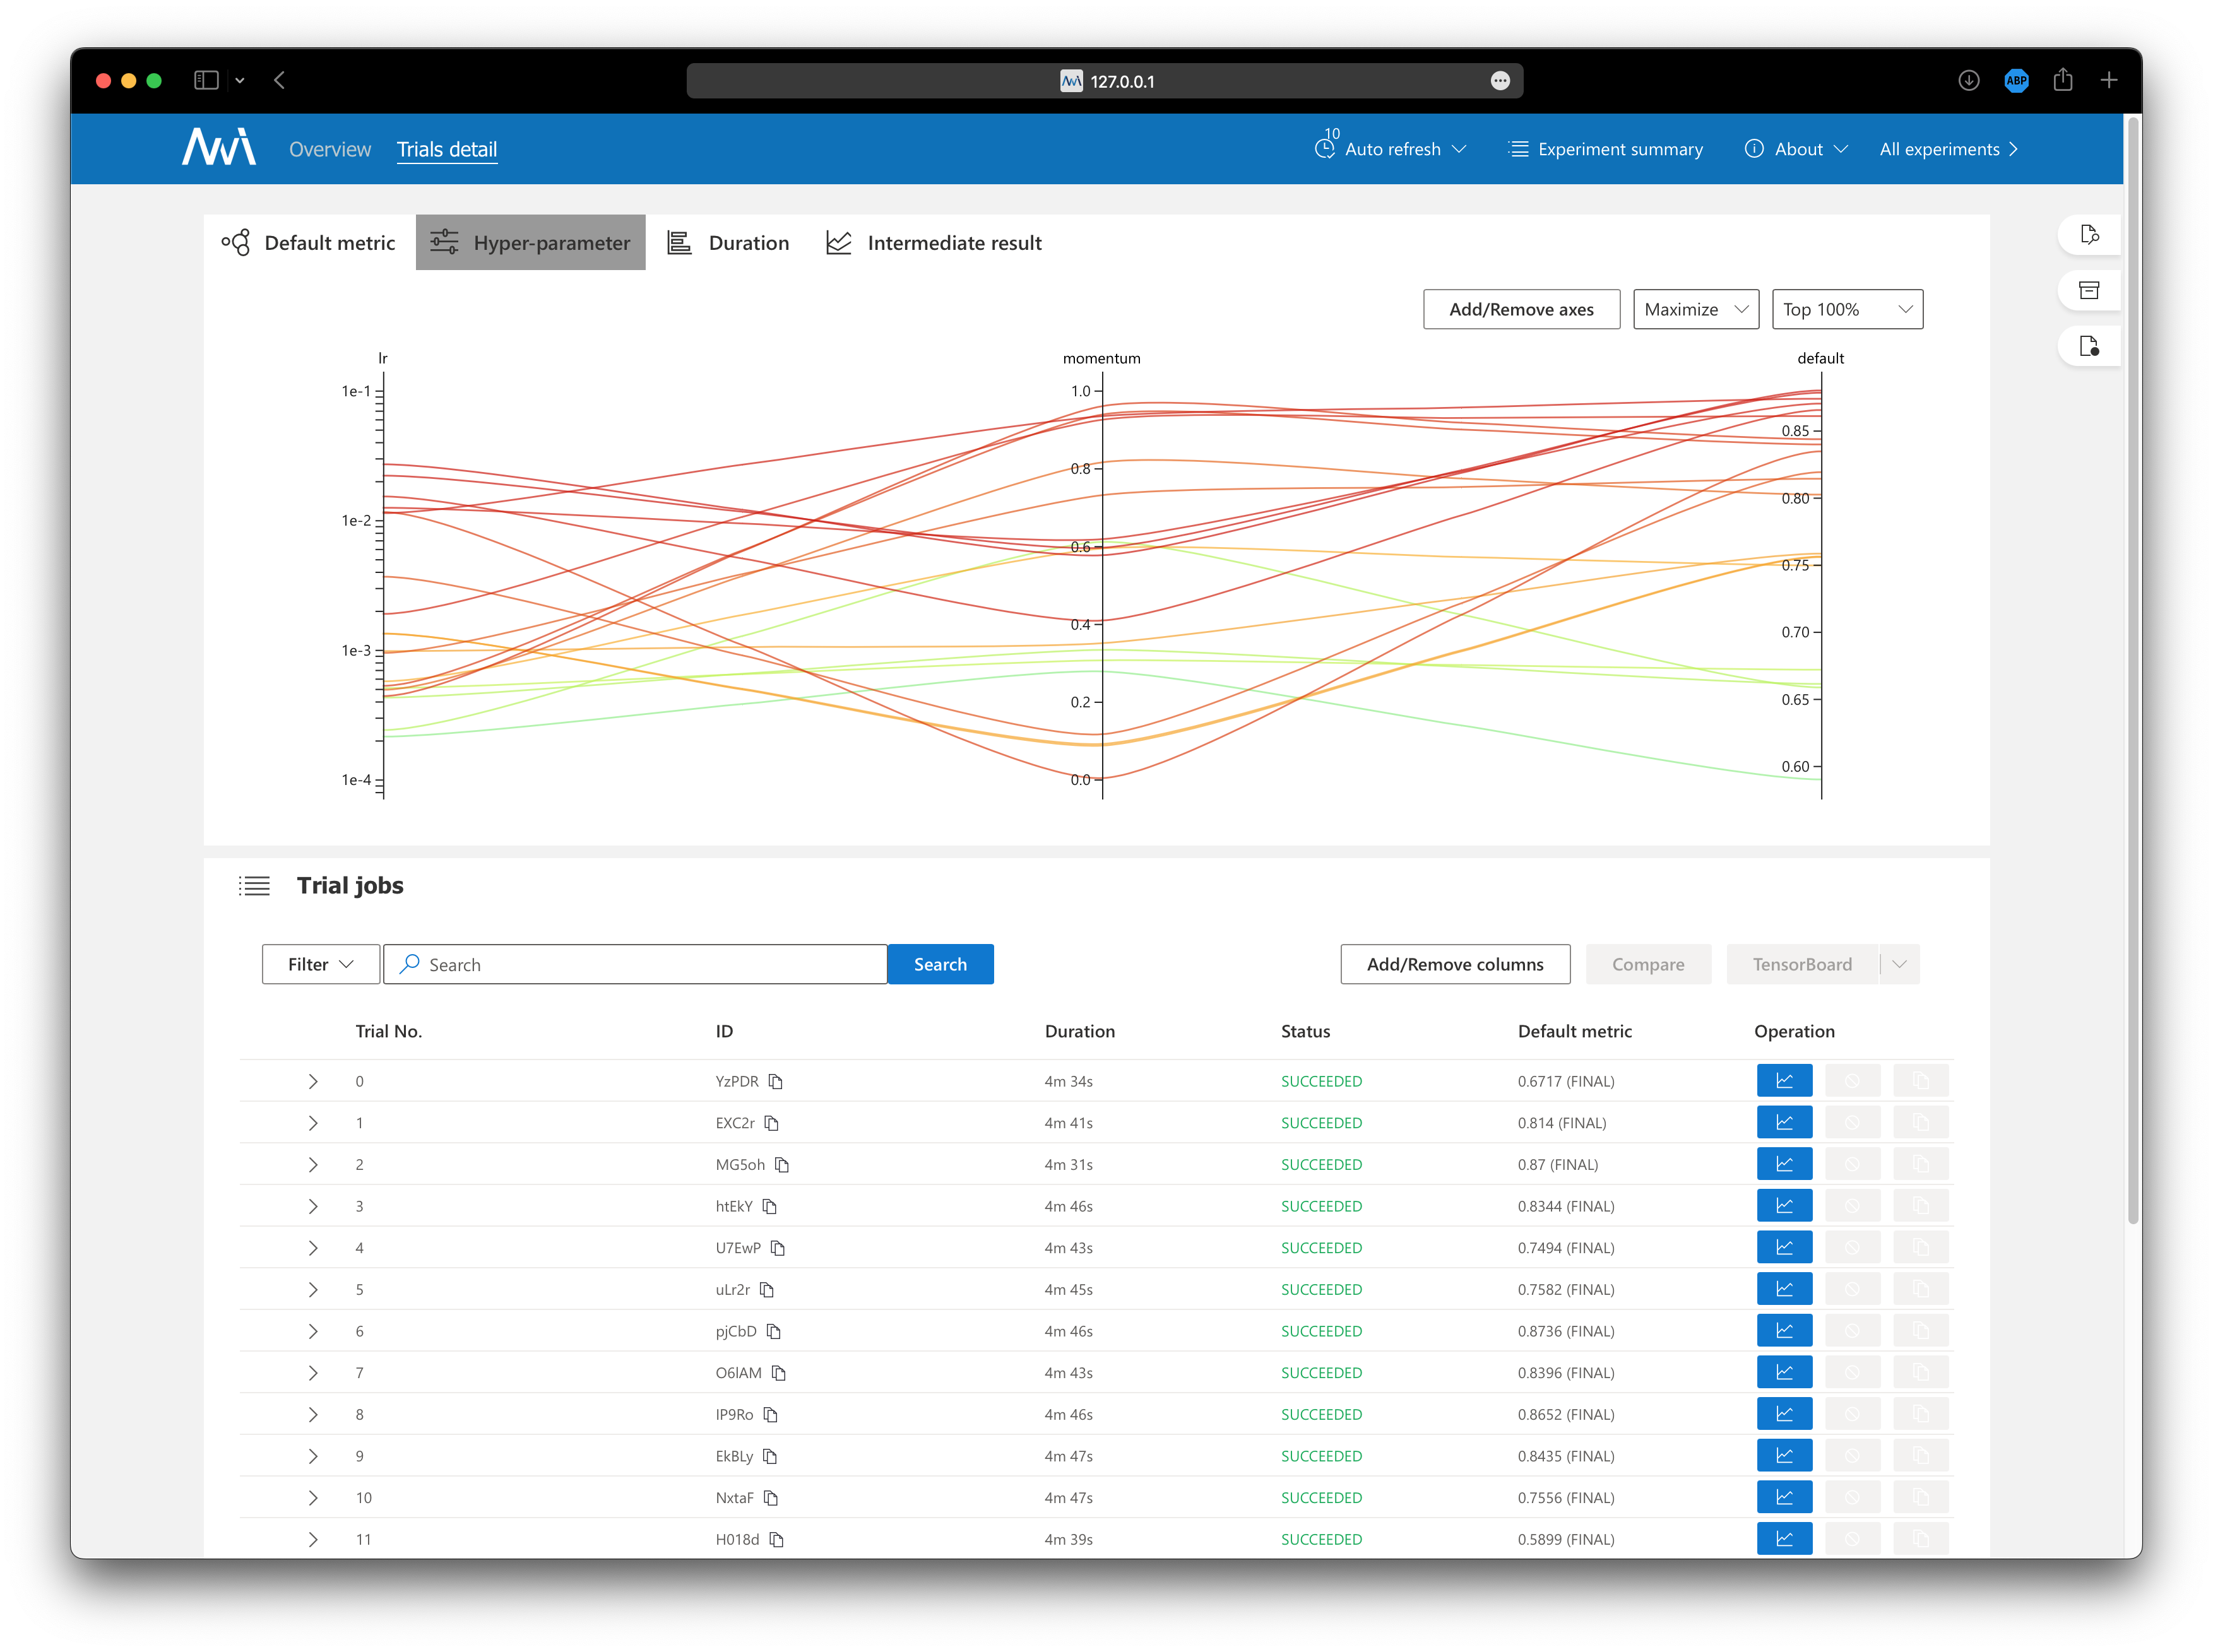 127.0.0.1
ABP
Overview Trials detail 10 Auto refresh Experiment summary About All experiments
Default metric Hyper-parameter Duration Intermediate result
Add/Remove axes Maximize Top 100%
lr momentum default
1e-1 1.0
0.85
0.8
0.80
1e-2
0.6
0.75
0.4 0.70
1e-3
0.2 0.65
0.60
1e-4 0.0
Trial jobs
Filter Search Search Add/Remove columns Compare TensorBoard
Trial No. ID Duration Status Default metric Operation
0 YzPDR 4m 34s SUCCEEDED 0.6717 (FINAL)
1 EXC2r 4m 41s SUCCEEDED 0.814 (FINAL)
2 MG5oh 4m 31s SUCCEEDED 0.87 (FINAL)
3 htEkY 4m 46s SUCCEEDED 0.8344 (FINAL)
4 U7EwP 4m 43s SUCCEEDED 0.7494 (FINAL)
5 uLr2r 4m 45s SUCCEEDED 0.7582 (FINAL)
6 pjCbD 4m 46s SUCCEEDED 0.8736 (FINAL)
7 O6lAM 4m 43s SUCCEEDED 0.8396 (FINAL)
8 IP9Ro 4m 46s SUCCEEDED 0.8652 (FINAL)
9 EkBLy 4m 47s SUCCEEDED 0.8435 (FINAL)
10 NxtaF 4m 47s SUCCEEDED 0.7556 (FINAL)
11 H018d 4m 39s SUCCEEDED 0.5899 (FINAL)